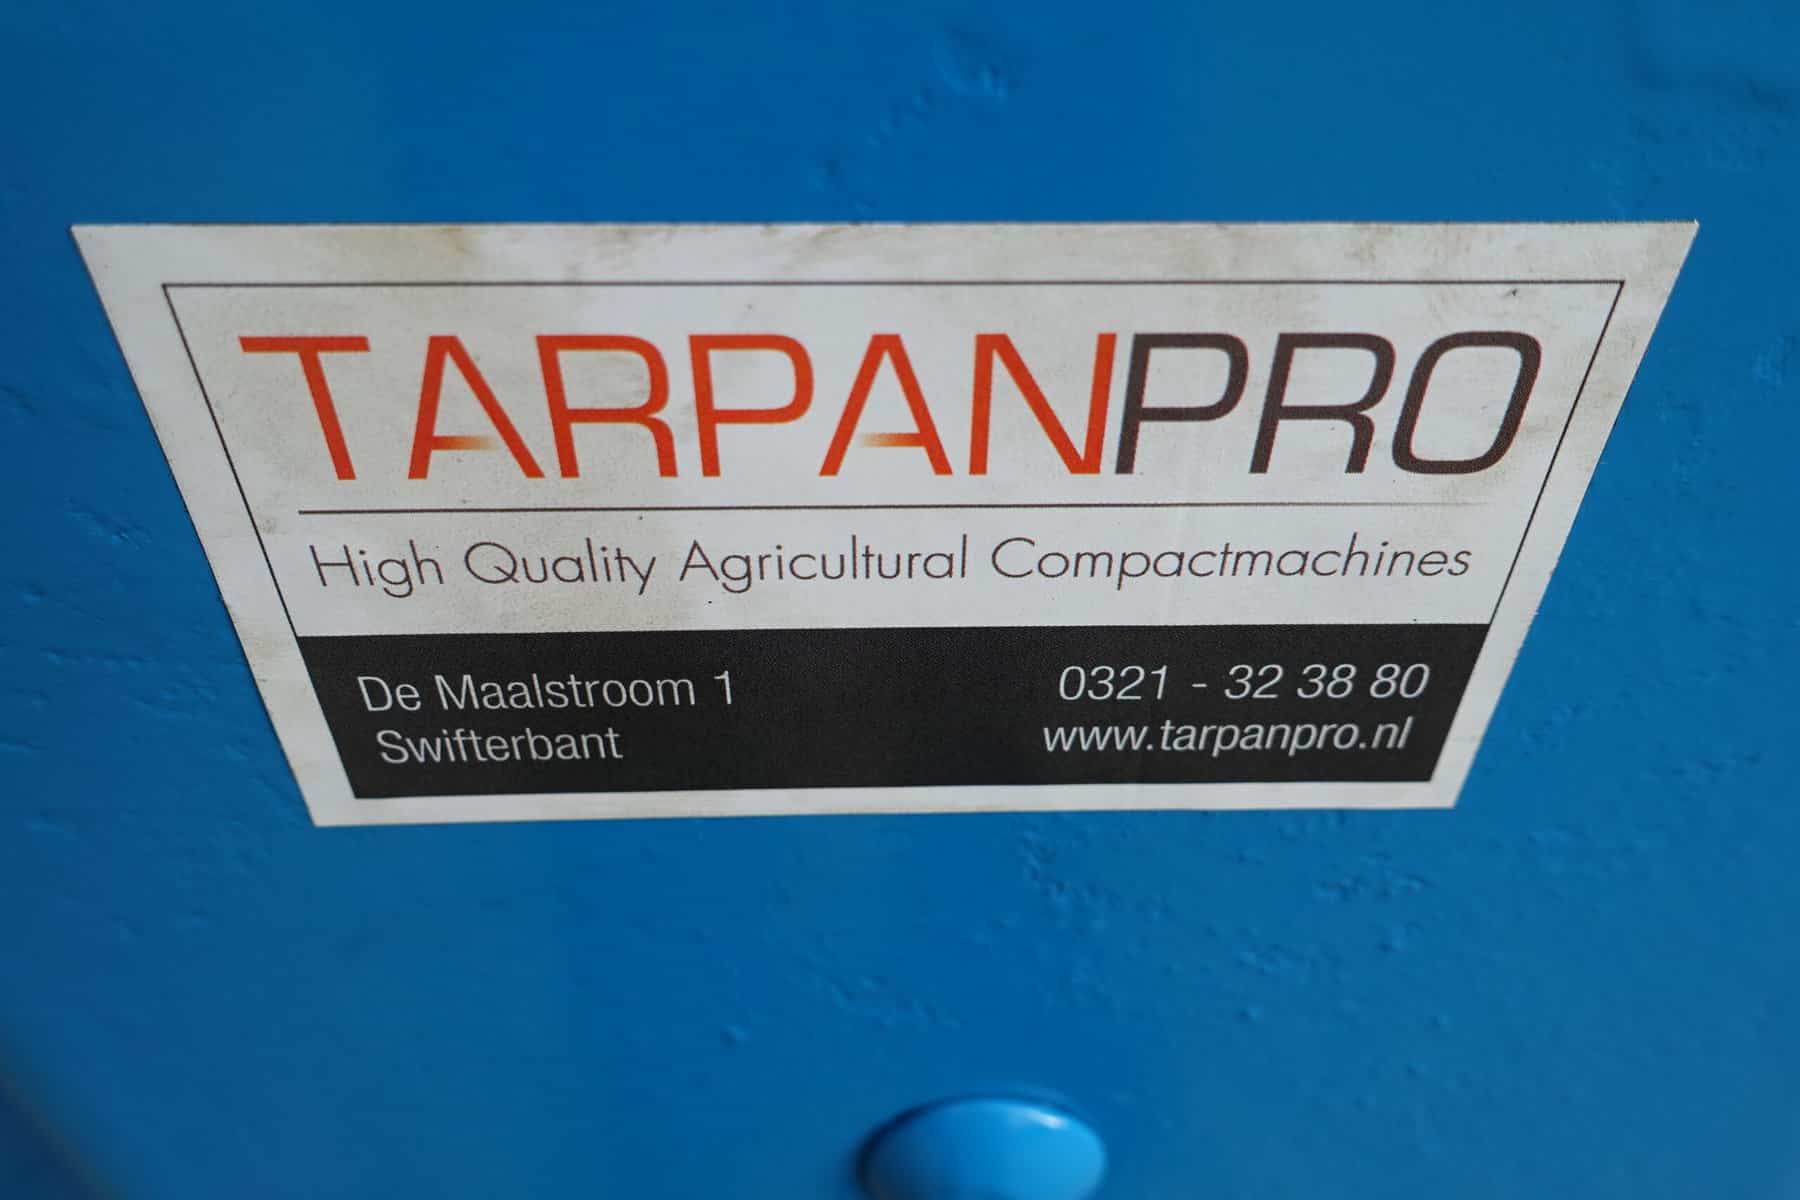 TARPANPRO
High Quality Agricultural Compactmachines
De Maalstroom 1
Swifterbant
0321 - 32 38 80
www.tarpanpro.nl